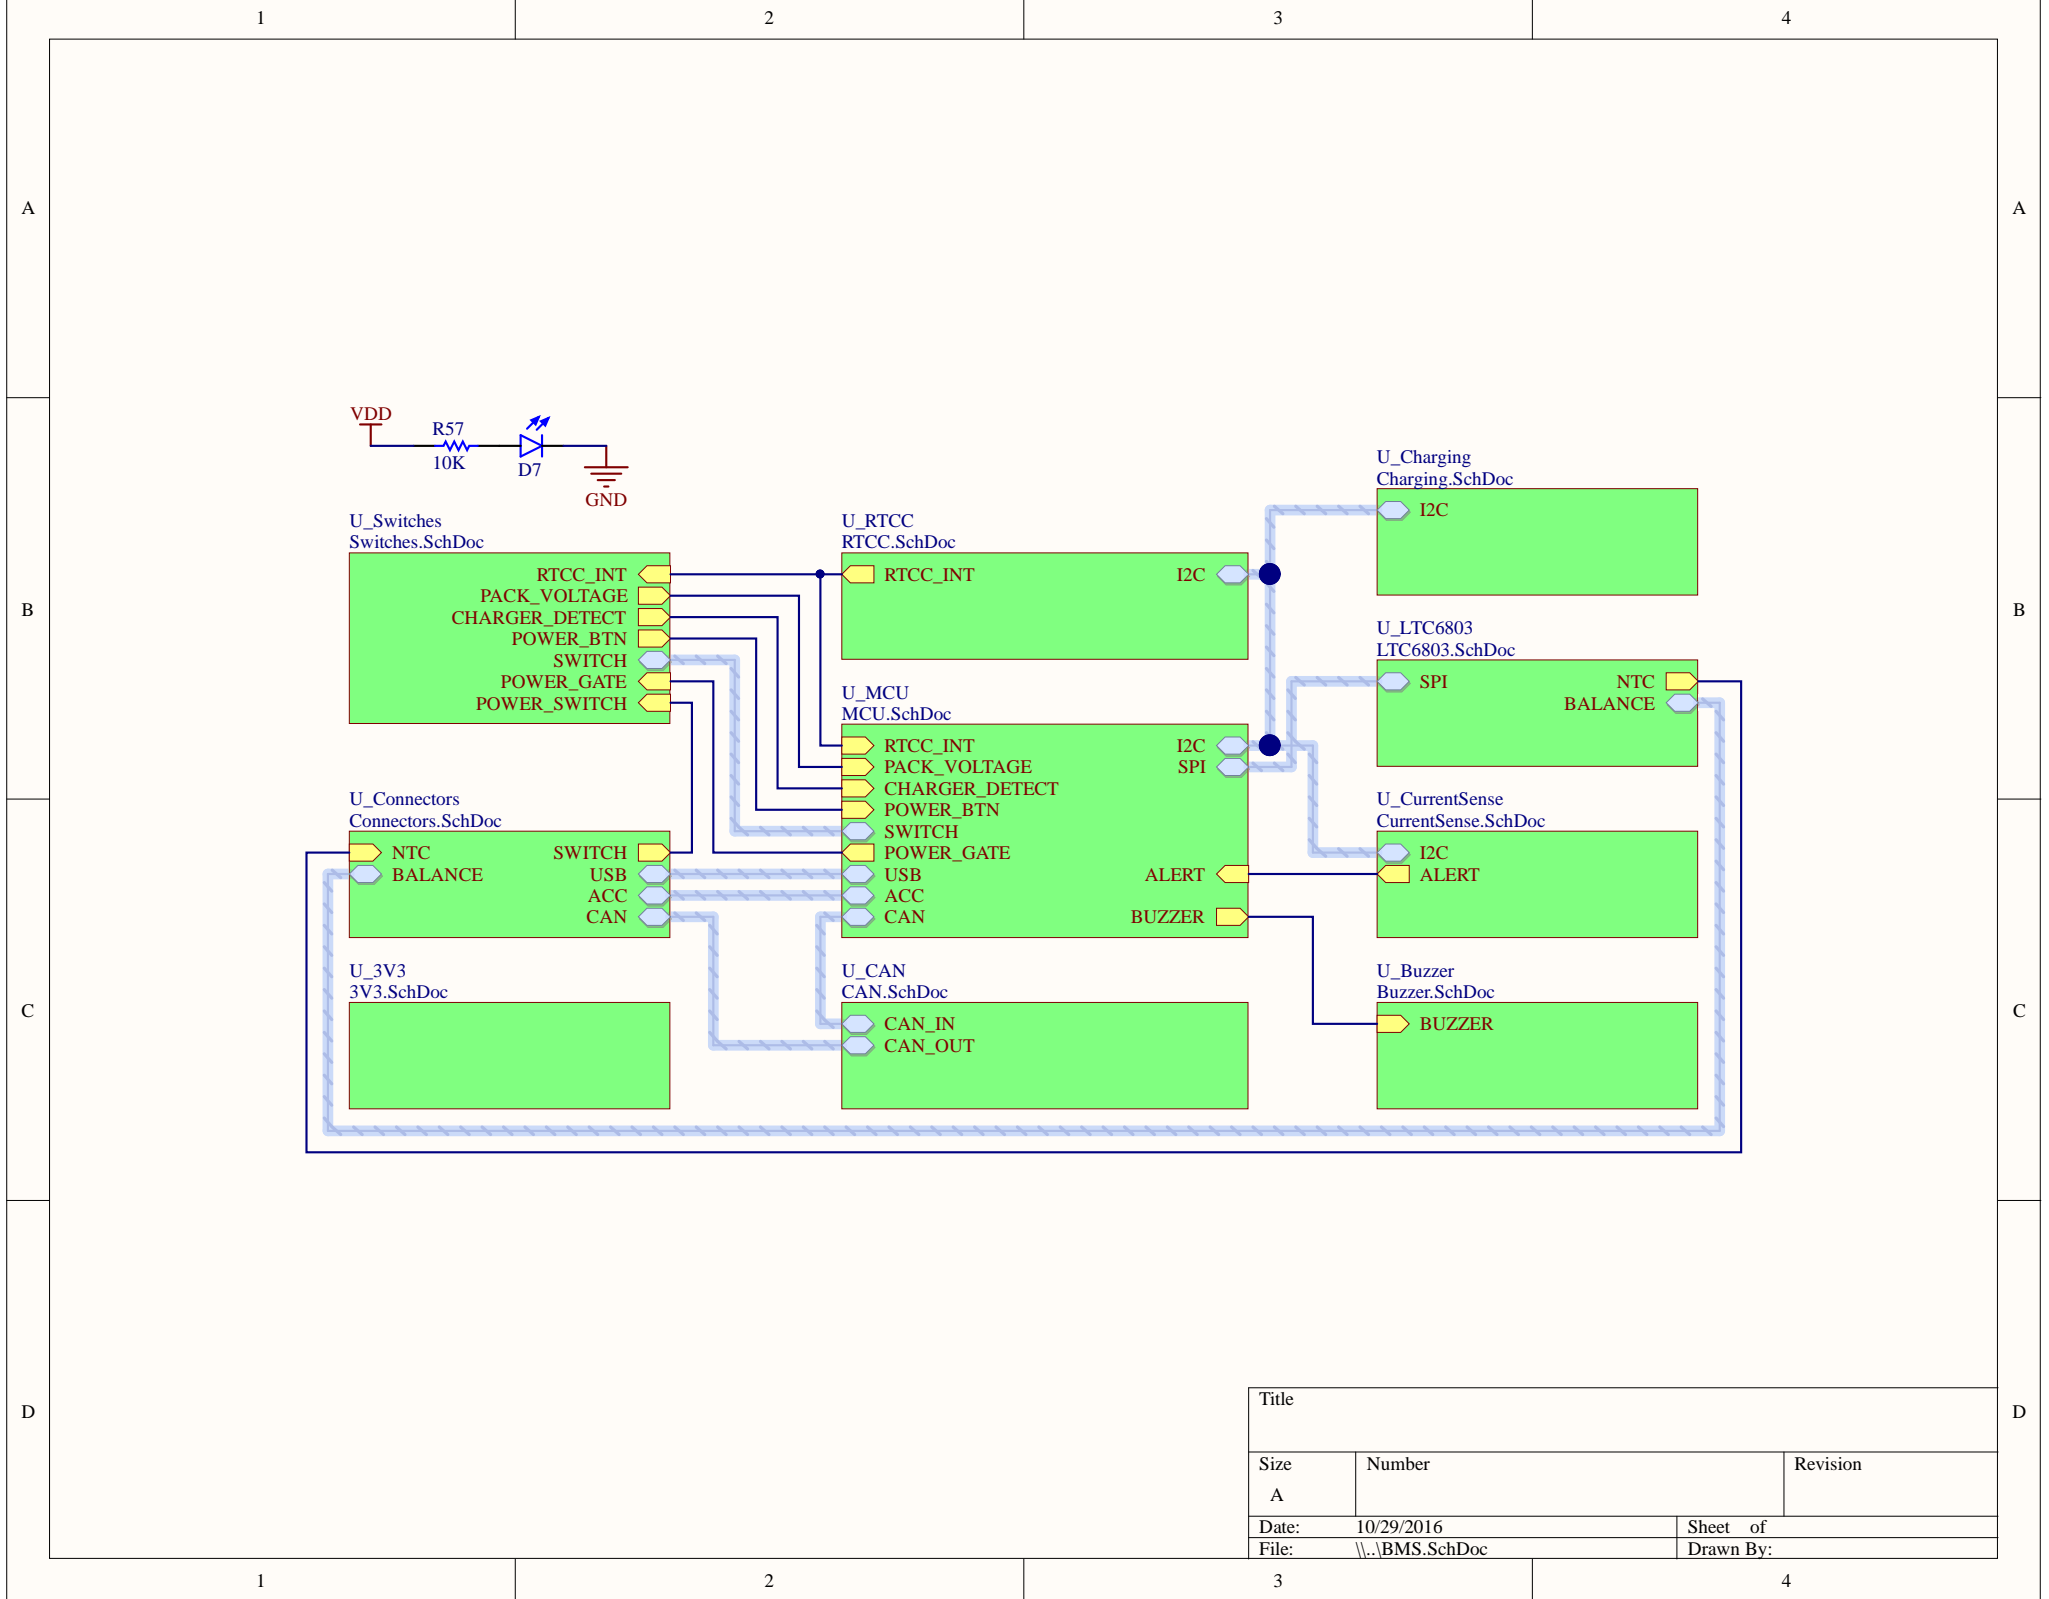 1 2 3 4
A A
VDD
R57
10K
D7
GND
U_Charging
Charging.SchDoc
I2C
U_Switches
Switches.SchDoc
RTCC_INT
PACK_VOLTAGE
CHARGER_DETECT
POWER_BTN
SWITCH
POWER_GATE
POWER_SWITCH
U_RTCC
RTCC.SchDoc
RTCC_INT I2C
B B
U_LTC6803
LTC6803.SchDoc
SPI NTC
BALANCE
U_MCU
MCU.SchDoc
RTCC_INT I2C
PACK_VOLTAGE SPI
CHARGER_DETECT
POWER_BTN
SWITCH
POWER_GATE
USB ALERT
ACC
CAN BUZZER
U_Connectors
Connectors.SchDoc
NTC SWITCH
BALANCE USB
ACC
CAN
U_CurrentSense
CurrentSense.SchDoc
I2C
ALERT
U_3V3
3V3.SchDoc
U_CAN
CAN.SchDoc
CAN_IN
CAN_OUT
U_Buzzer
Buzzer.SchDoc
BUZZER
C C
D D
Title
Size Number Revision
A
Date: 10/29/2016 Sheet of
File: \\..\BMS.SchDoc Drawn By:
1 2 3 4